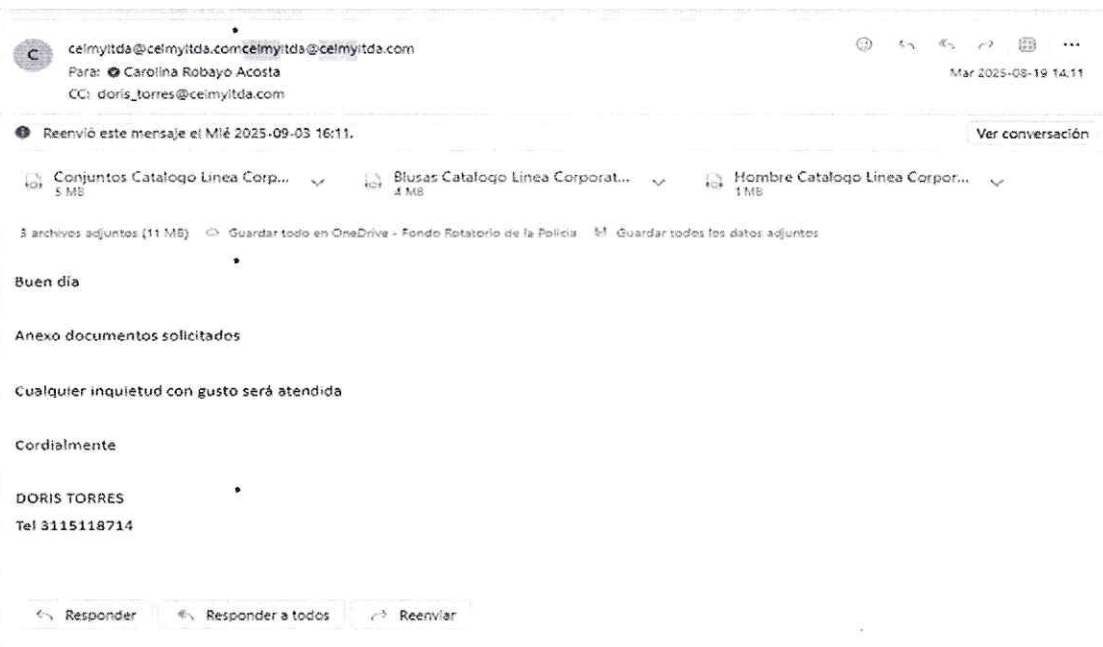 C
celmyltda@celmyltda.comcelmyltda@celmyltda.com
Para: Carolina Robayo Acosta
CC: doris_torres@celmyltda.com
Mar 2025-08-19 14:11
Reenvió este mensaje el Mié 2025-09-03 16:11.
Ver conversación
Conjuntos Catalogo Linea Corp...
5 MB
Blusas Catalogo Linea Corporat...
4 MB
Hombre Catalogo Linea Corpor...
1 MB
3 archivos adjuntos (11 MB) Guardar todo en OneDrive - Fondo Rotatorio de la Policia Guardar todos los datos adjuntos
Buen día
Anexo documentos solicitados
Cualquier inquietud con gusto será atendida
Cordialmente
DORIS TORRES
Tel 3115118714
Responder Responder a todos Reenviar